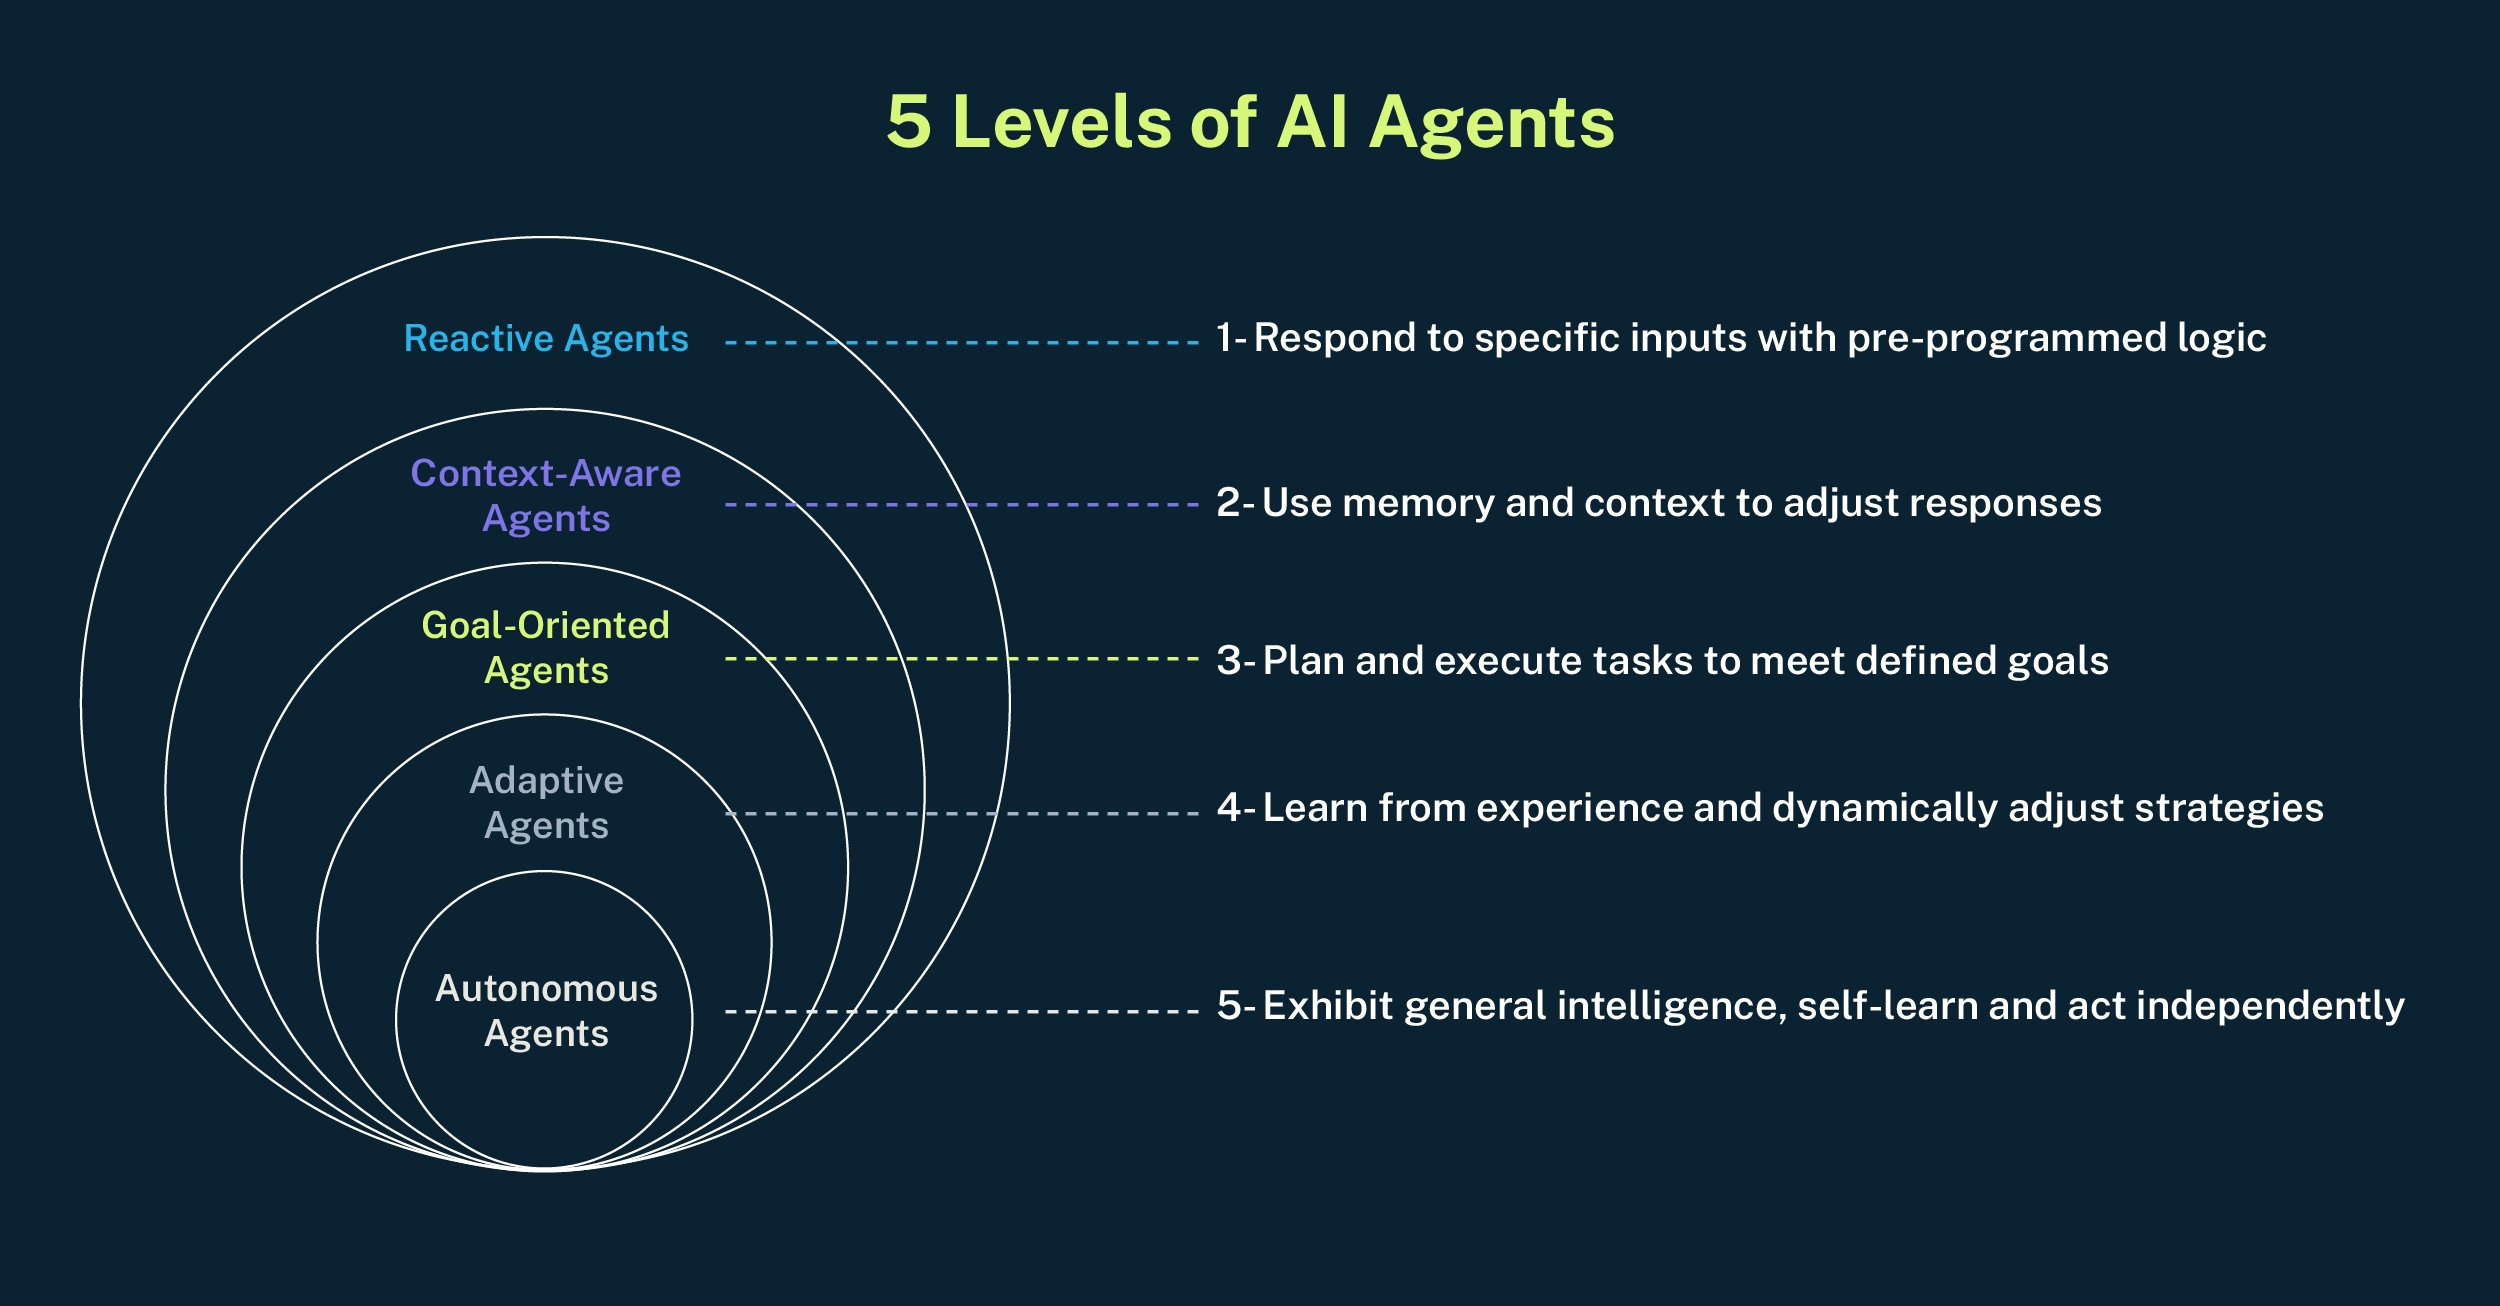 5 Levels of AI Agents
Reactive Agents
1- Respond to specific inputs with pre-programmed logic
Context-Aware
Agents
2- Use memory and context to adjust responses
Goal-Oriented
Agents
3- Plan and execute tasks to meet defined goals
Adaptive
Agents
4- Learn from experience and dynamically adjust strategies
Autonomous
Agents
5- Exhibit general intelligence, self-learn and act independently